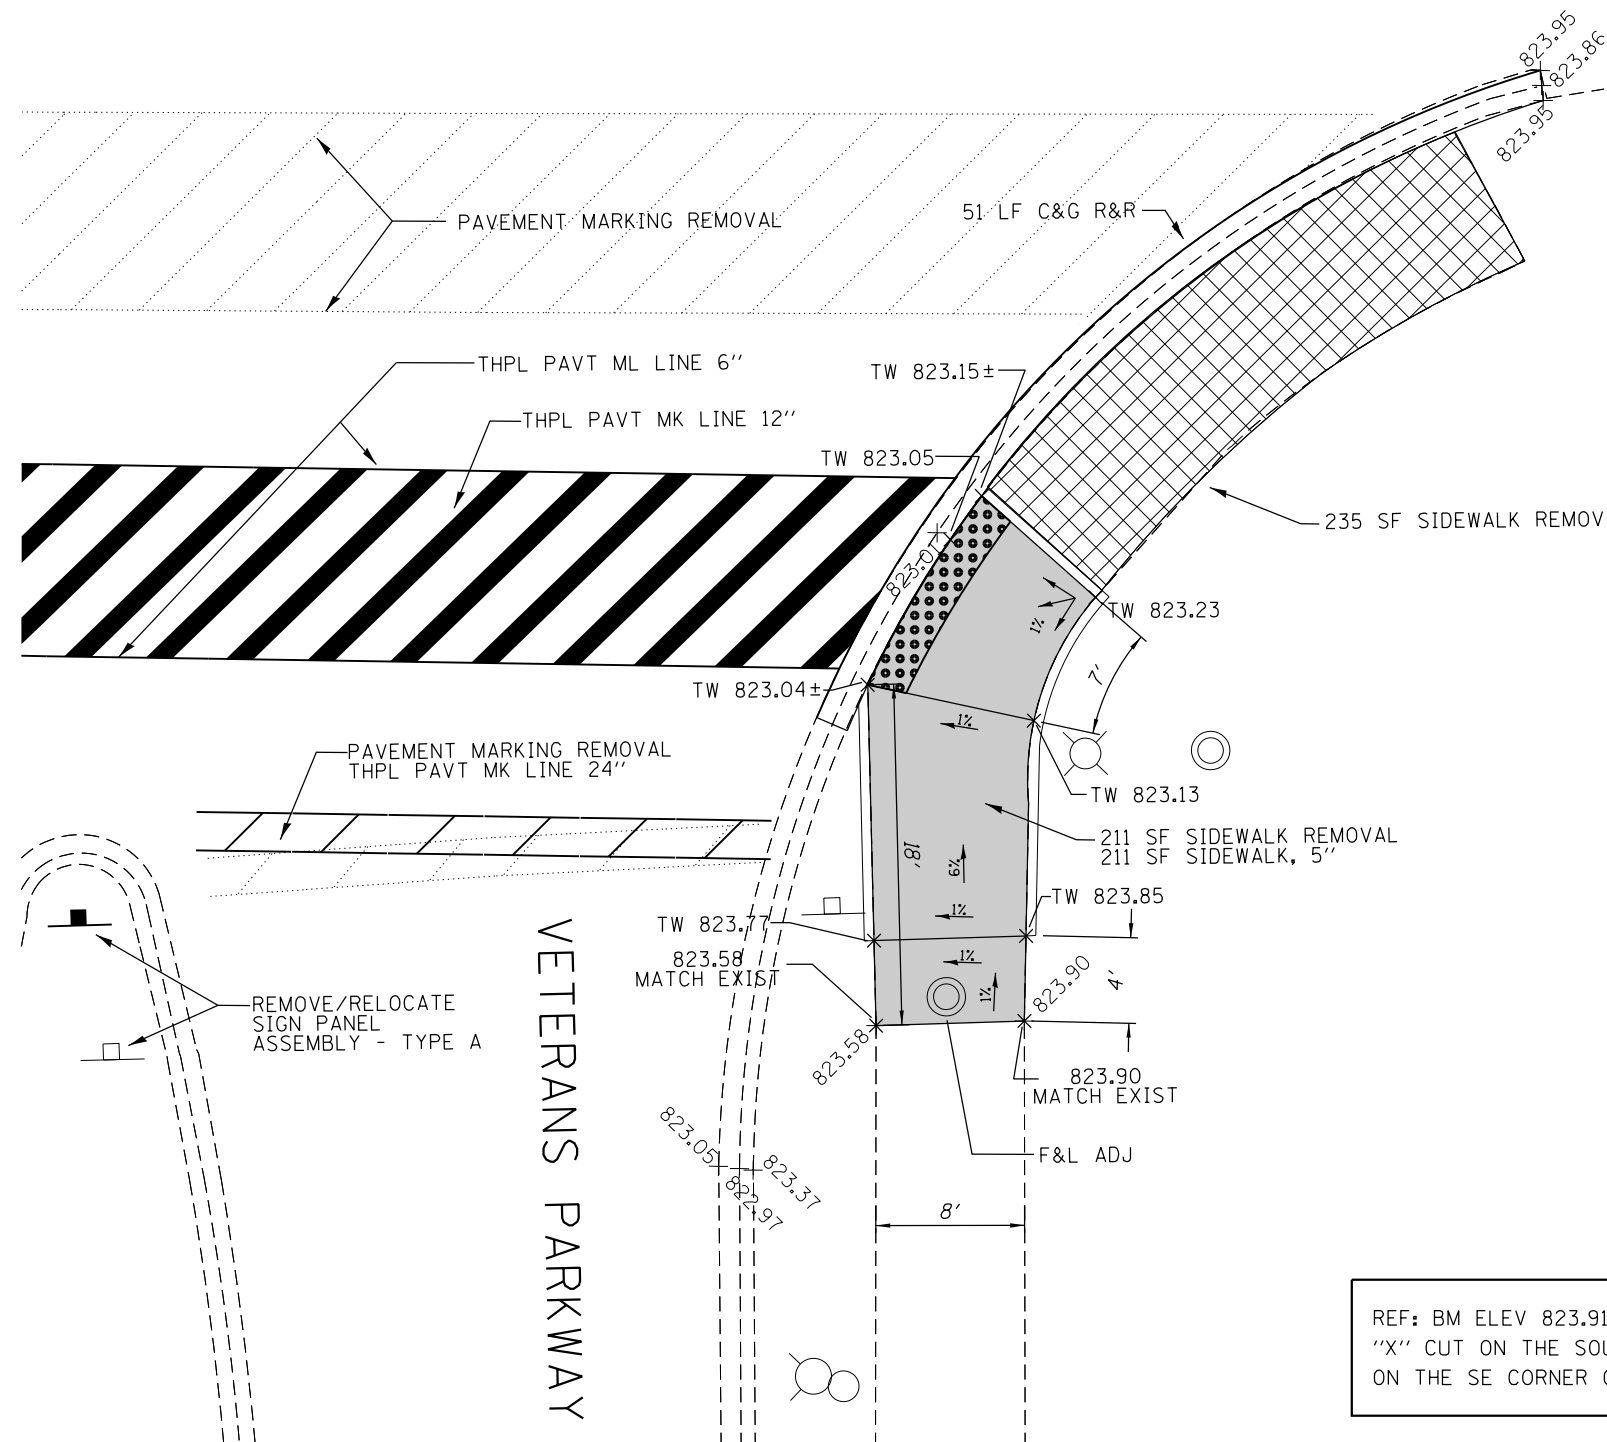 823.95
823.86
823.95
PAVEMENT MARKING REMOVAL
51 LF C&G R&R
THPL PAVT ML LINE 6''
TW 823.15±
THPL PAVT MK LINE 12''
TW 823.05
235 SF SIDEWALK REMOV
823.01
TW 823.23
1%
7'
TW 823.04±
1%
PAVEMENT MARKING REMOVAL
THPL PAVT MK LINE 24''
TW 823.13
211 SF SIDEWALK REMOVAL
211 SF SIDEWALK, 5''
18'
6%
1%
TW 823.85
TW 823.77
823.58
MATCH EXIST
1%
1%
823.90
4'
REMOVE/RELOCATE
SIGN PANEL
ASSEMBLY - TYPE A
VETERANS PARKWAY
823.58
823.90
MATCH EXIST
F&L ADJ
823.05
823.37
822.97
8'
REF: BM ELEV 823.91
''X'' CUT ON THE SOU
ON THE SE CORNER